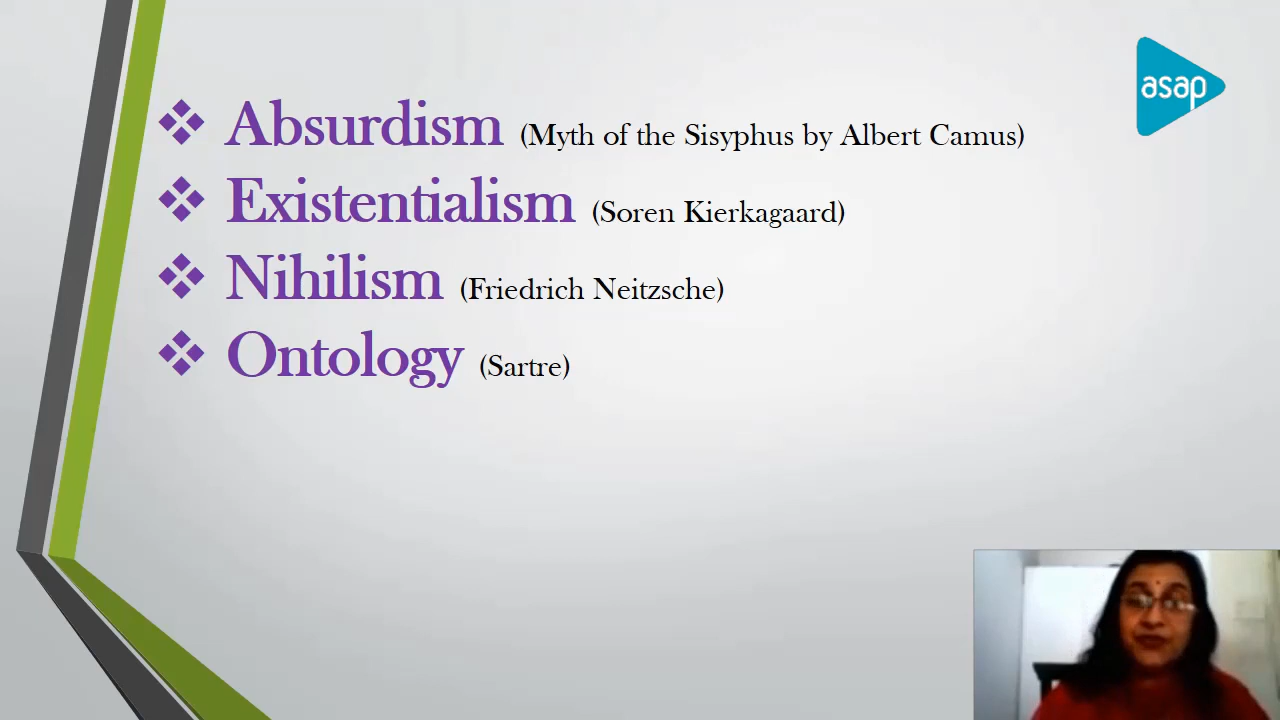 asap
Absurdism (Myth of the Sisyphus by Albert Camus)
Existentialism (Soren Kierkagaard)
Nihilism (Friedrich Neitzsche)
Ontology (Sartre)